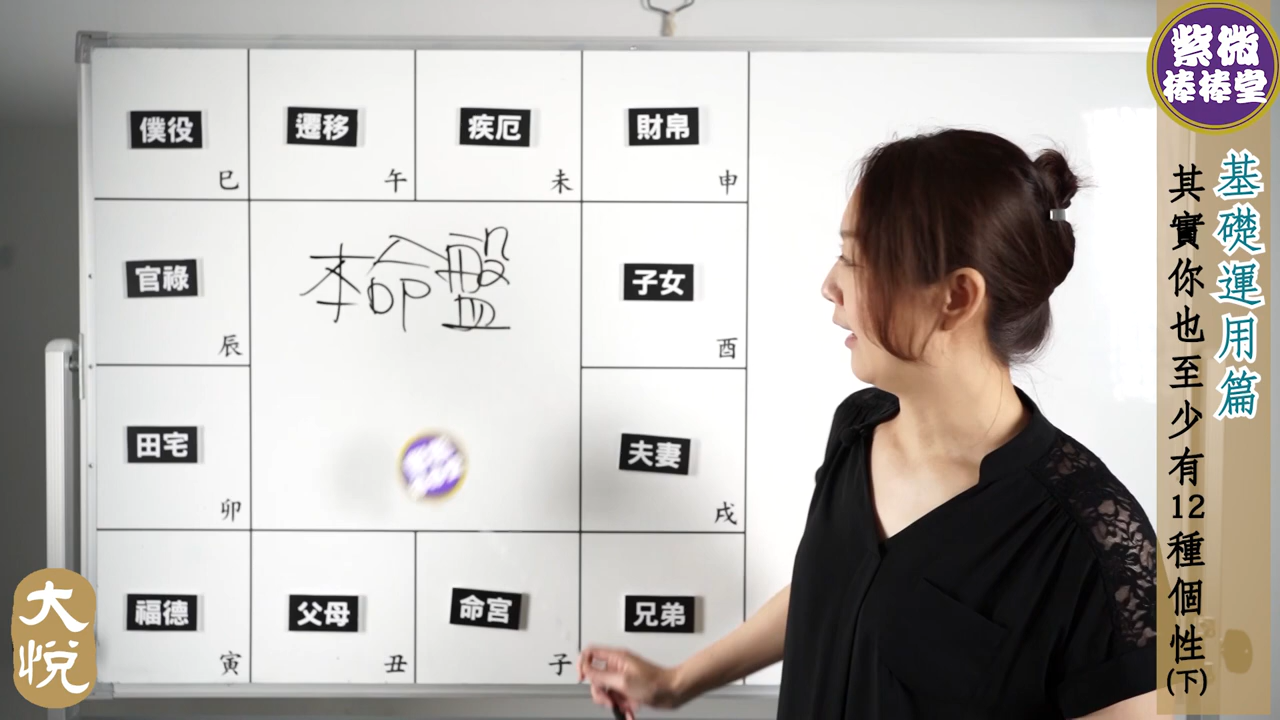 僕役
巳
遷移
午
疾厄
未
財帛
申
官祿
辰
本命盤
子女
酉
田宅
卯
夫妻
戌
福德
寅
父母
丑
命宮
子
兄弟
紫微
棒棒堂
基礎運用篇
其實你也至少有12種個性(下)
大悅